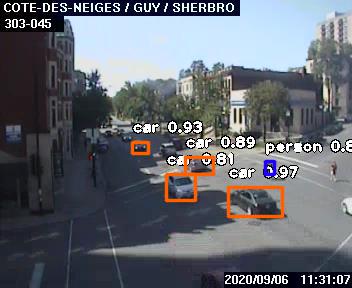 COTE-DES-NEIGES / GUY / SHERBRO
303-045
car 0.93
car 0.89
person 0.8
car 0.81
car 0.97
2020/09/06 11:31:07